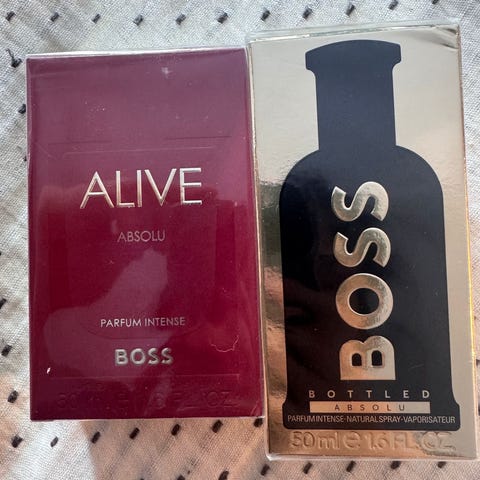 ALIVE
ABSOLU
PARFUM INTENSE
BOSS
BOSS
BOTTLED
ABSOLU
PARFUM INTENSE-NATURAL SPRAY-VAPORISATEUR
50ml e 1.6 FL.OZ.